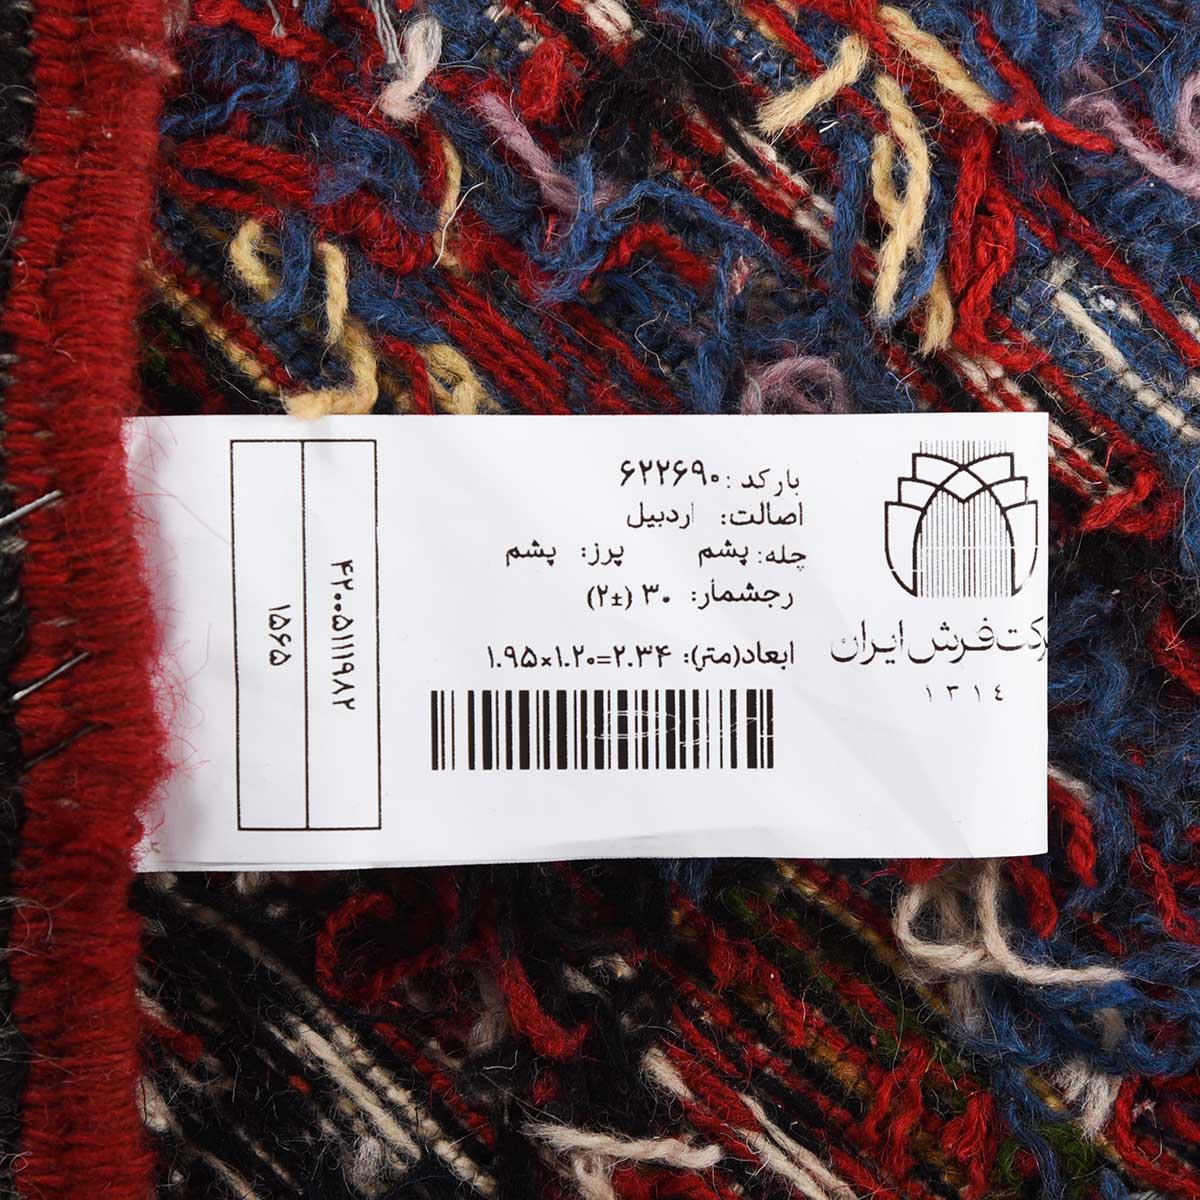 بارکد: ۶۲۲۶۹۰
اصالت: اردبیل
چله: پشم پرز: پشم
رجشمار: ۳۰ (±۲)
ابعاد(متر): ۱.۹۵×۱.۲۰=۲.۳۴
رکت فرش ایران
۱۳۱٤
۴۲۰۰۵۱۱۱۹۸۲
۱۵۶۵